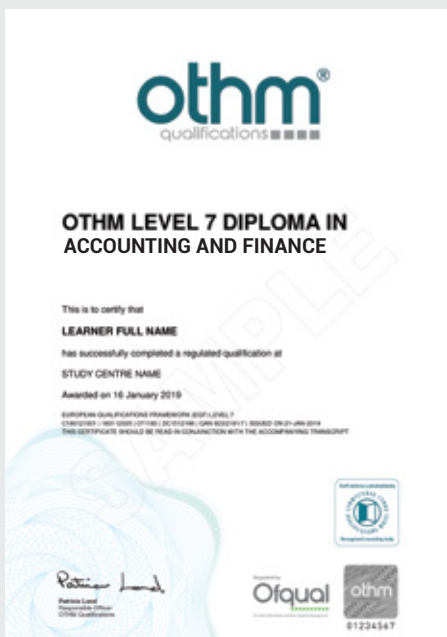 othm®
qualifications
OTHM LEVEL 7 DIPLOMA IN
ACCOUNTING AND FINANCE
This is to certify that
LEARNER FULL NAME
has successfully completed a regulated qualification at
STUDY CENTRE NAME
Awarded on 16 January 2019
EUROPEAN QUALIFICATIONS FRAMEWORK (EQF) LEVEL 7
THIS CERTIFICATE SHOULD BE READ IN CONJUNCTION WITH THE ACCOMPANYING TRANSCRIPT
SAMPLE
Patricia Lond
Responsible Officer
OTHM Qualifications
Regulated by
Ofqual
othm
01234567